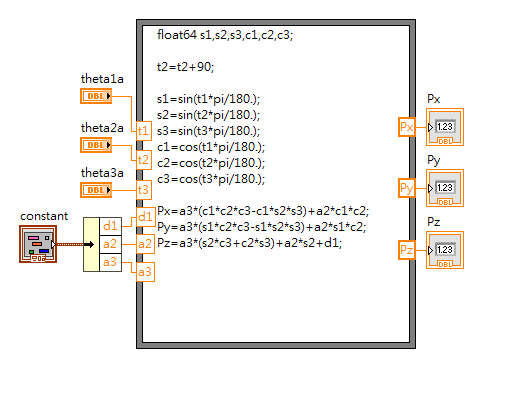 float64 s1,s2,s3,c1,c2,c3;
t2=t2+90;
s1=sin(t1*pi/180.);
s2=sin(t2*pi/180.);
s3=sin(t3*pi/180.);
c1=cos(t1*pi/180.);
c2=cos(t2*pi/180.);
c3=cos(t3*pi/180.);
Px=a3*(c1*c2*c3-c1*s2*s3)+a2*c1*c2;
Py=a3*(s1*c2*c3-s1*s2*s3)+a2*s1*c2;
Pz=a3*(s2*c3+c2*s3)+a2*s2+d1;
theta1a
DBL
t1
theta2a
DBL
t2
theta3a
DBL
t3
constant
d1
d1
a2
a2
a3
a3
Px
Px
1.23
DBL
Py
Py
1.23
DBL
Pz
Pz
1.23
DBL